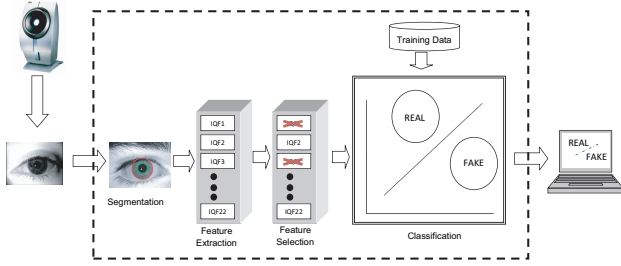 Training Data
IQF1
IQF2
IQF3
IQF22
IQF2
IQF22
REAL
FAKE
REAL
FAKE
Segmentation
Feature
Extraction
Feature
Selection
Classification